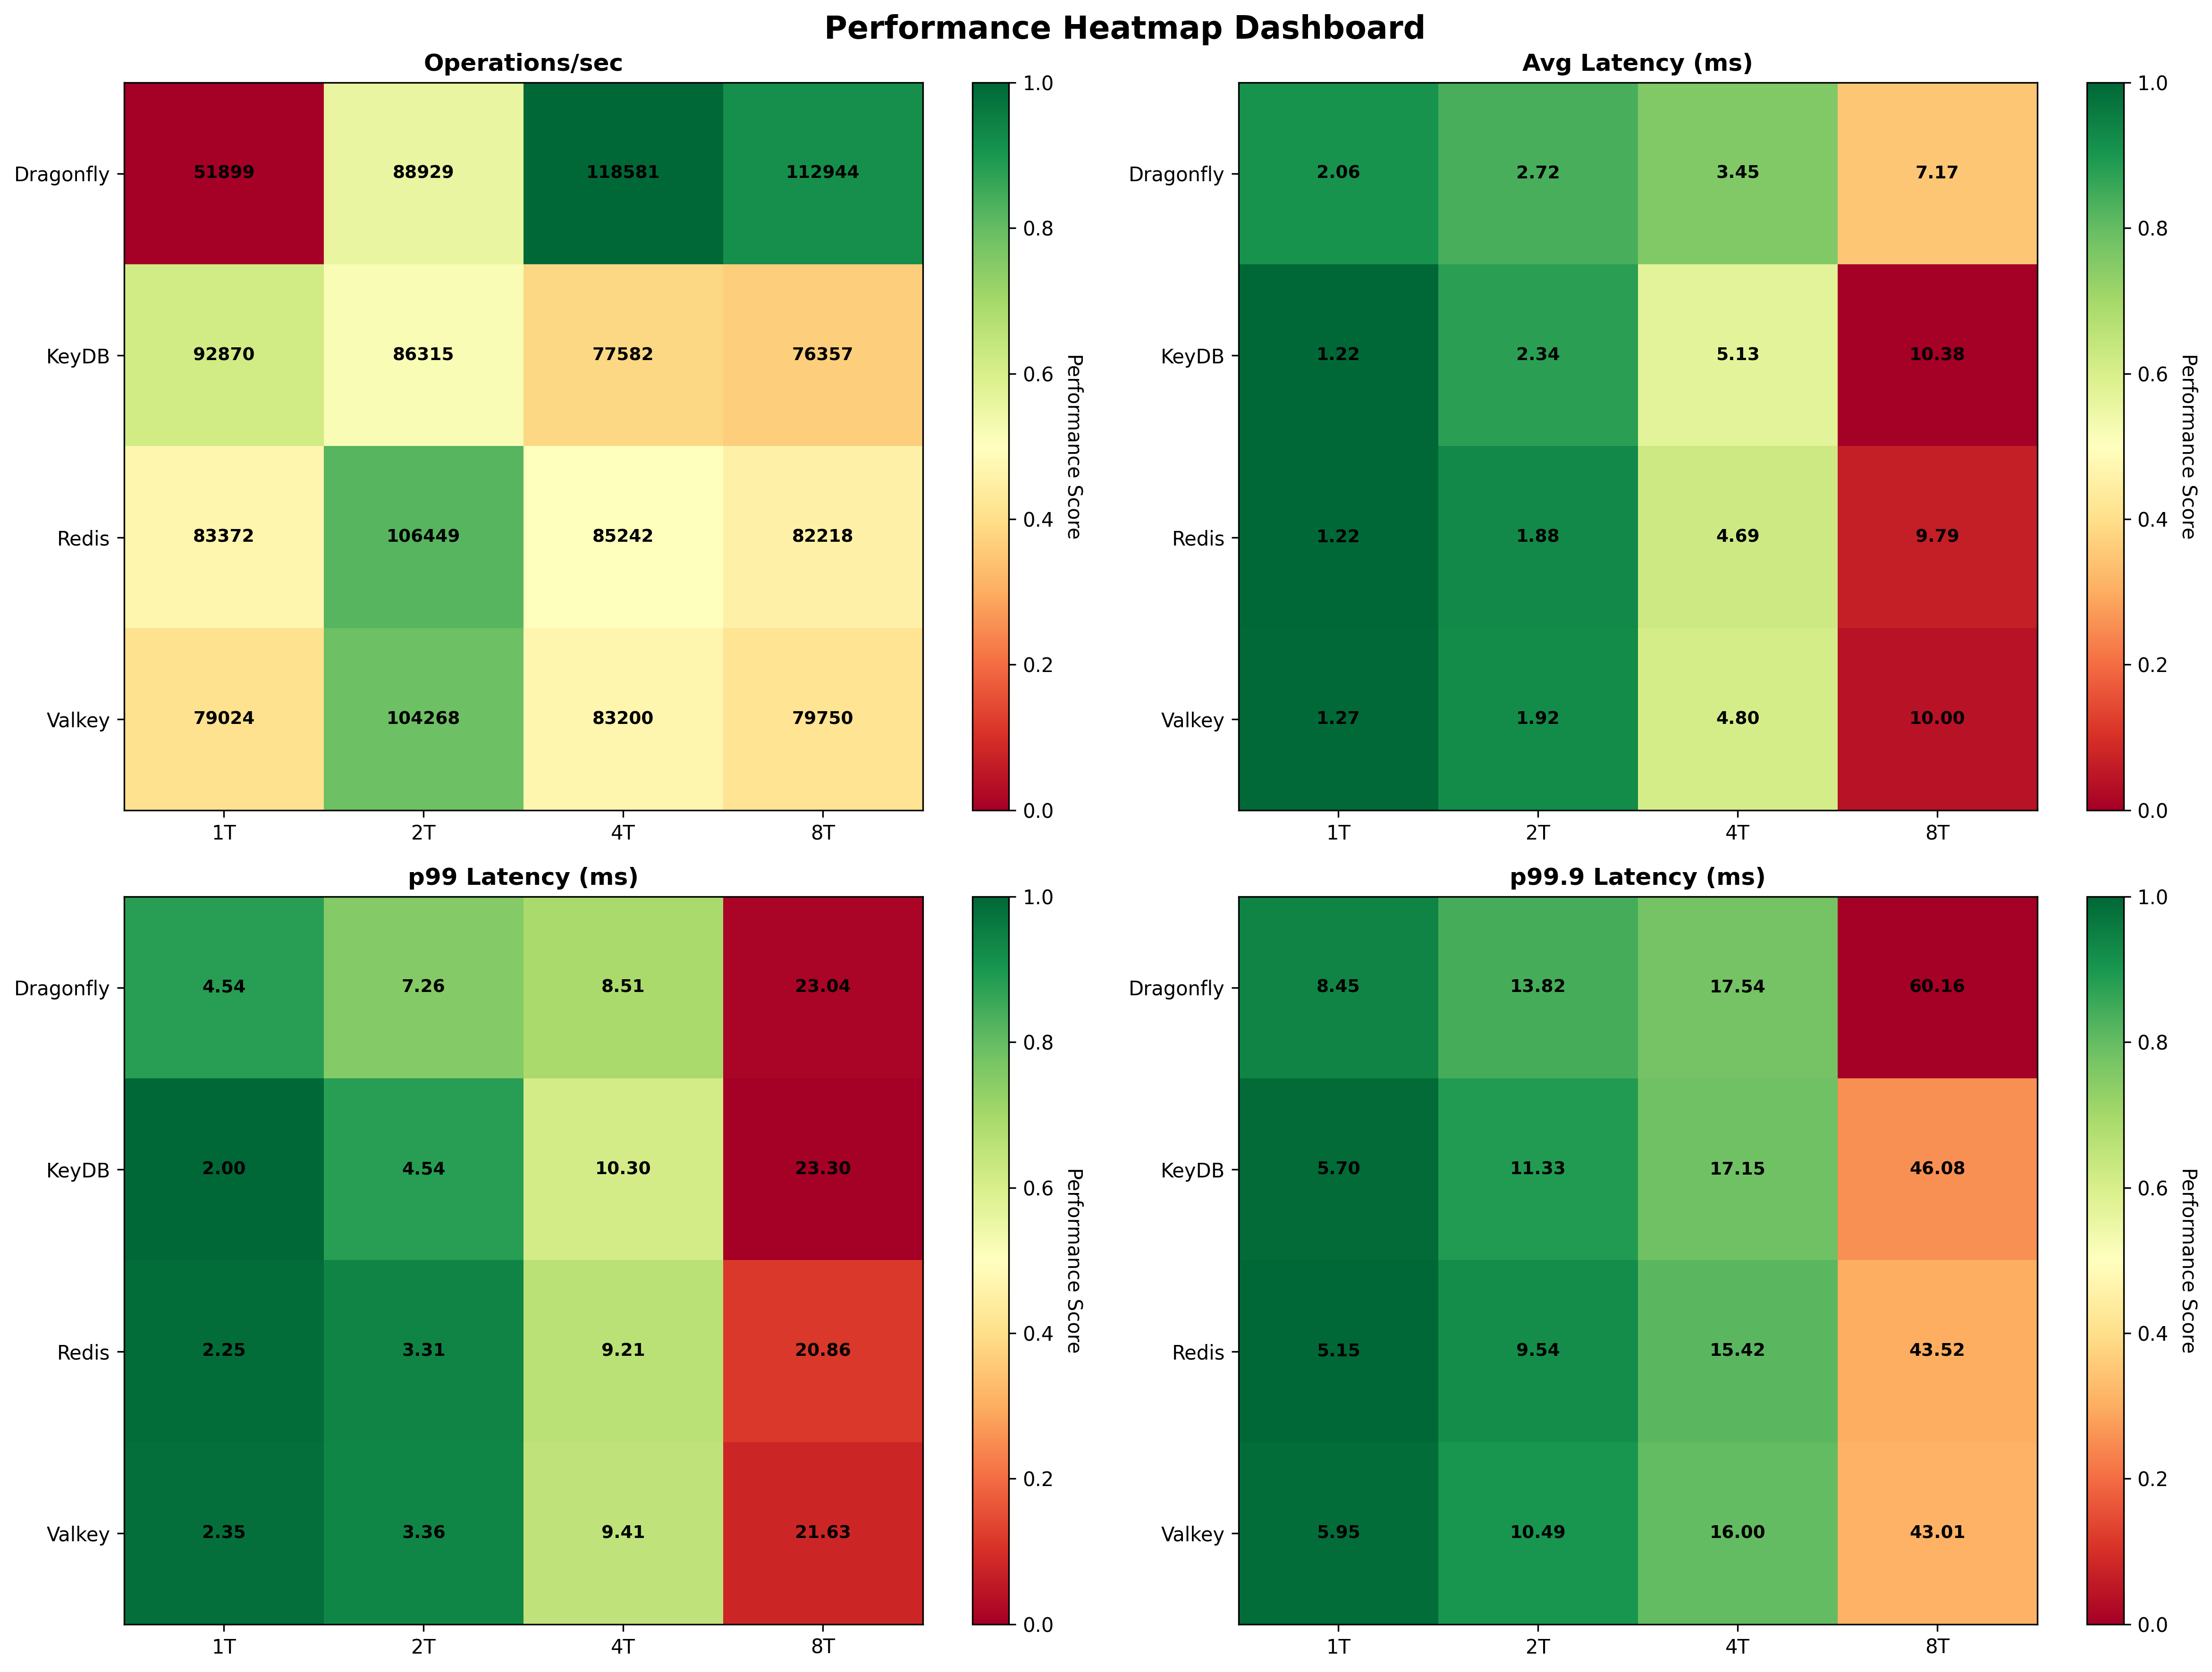 Performance Heatmap Dashboard
Operations/sec
Dragonfly 51899 88929 118581 112944
KeyDB 92870 86315 77582 76357
Redis 83372 106449 85242 82218
Valkey 79024 104268 83200 79750
1T 2T 4T 8T
1.0
0.8
0.6
0.4
0.2
0.0
Performance Score
Avg Latency (ms)
Dragonfly 2.06 2.72 3.45 7.17
KeyDB 1.22 2.34 5.13 10.38
Redis 1.22 1.88 4.69 9.79
Valkey 1.27 1.92 4.80 10.00
1T 2T 4T 8T
1.0
0.8
0.6
0.4
0.2
0.0
Performance Score
p99 Latency (ms)
Dragonfly 4.54 7.26 8.51 23.04
KeyDB 2.00 4.54 10.30 23.30
Redis 2.25 3.31 9.21 20.86
Valkey 2.35 3.36 9.41 21.63
1T 2T 4T 8T
1.0
0.8
0.6
0.4
0.2
0.0
Performance Score
p99.9 Latency (ms)
Dragonfly 8.45 13.82 17.54 60.16
KeyDB 5.70 11.33 17.15 46.08
Redis 5.15 9.54 15.42 43.52
Valkey 5.95 10.49 16.00 43.01
1T 2T 4T 8T
1.0
0.8
0.6
0.4
0.2
0.0
Performance Score